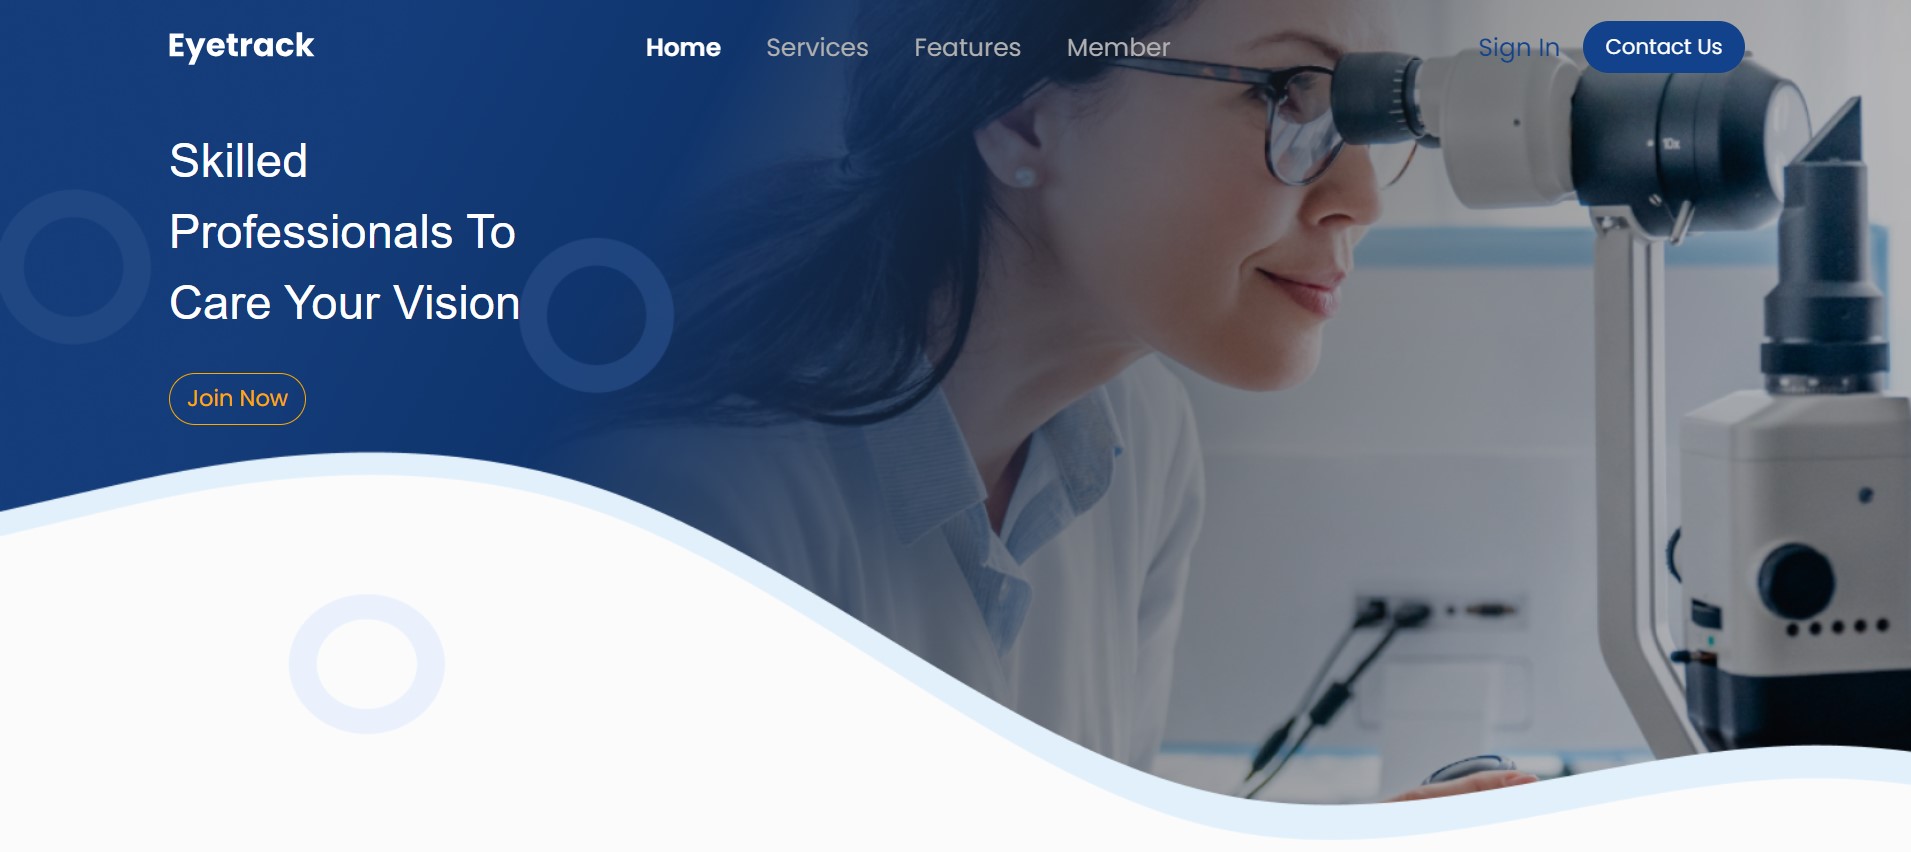 Eyetrack
Home Services Features Member
Sign In Contact Us
Skilled
Professionals To
Care Your Vision
Join Now
10x